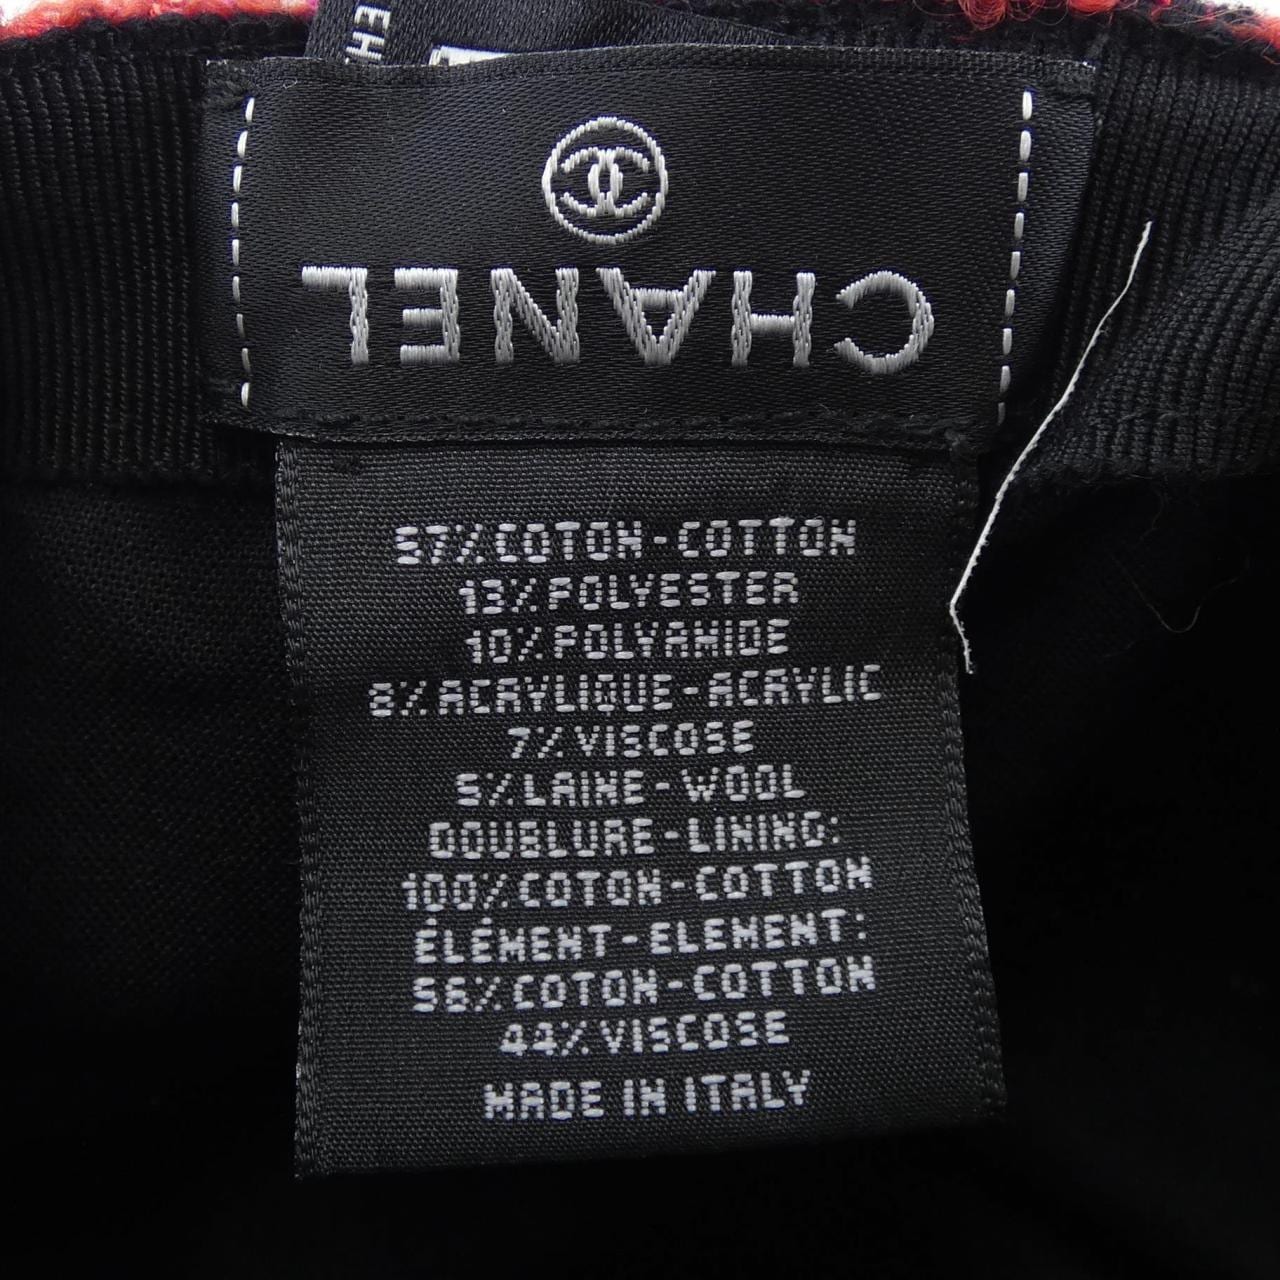 CHANEL
57% COTON - COTTON
13% POLYESTER
10% POLYAMIDE
8% ACRYLIQUE - ACRYLIC
7% VISCOSE
5% LAINE - WOOL
DOUBLURE - LINING:
100% COTON - COTTON
ÉLÉMENT - ELEMENT:
56% COTON - COTTON
44% VISCOSE
MADE IN ITALY